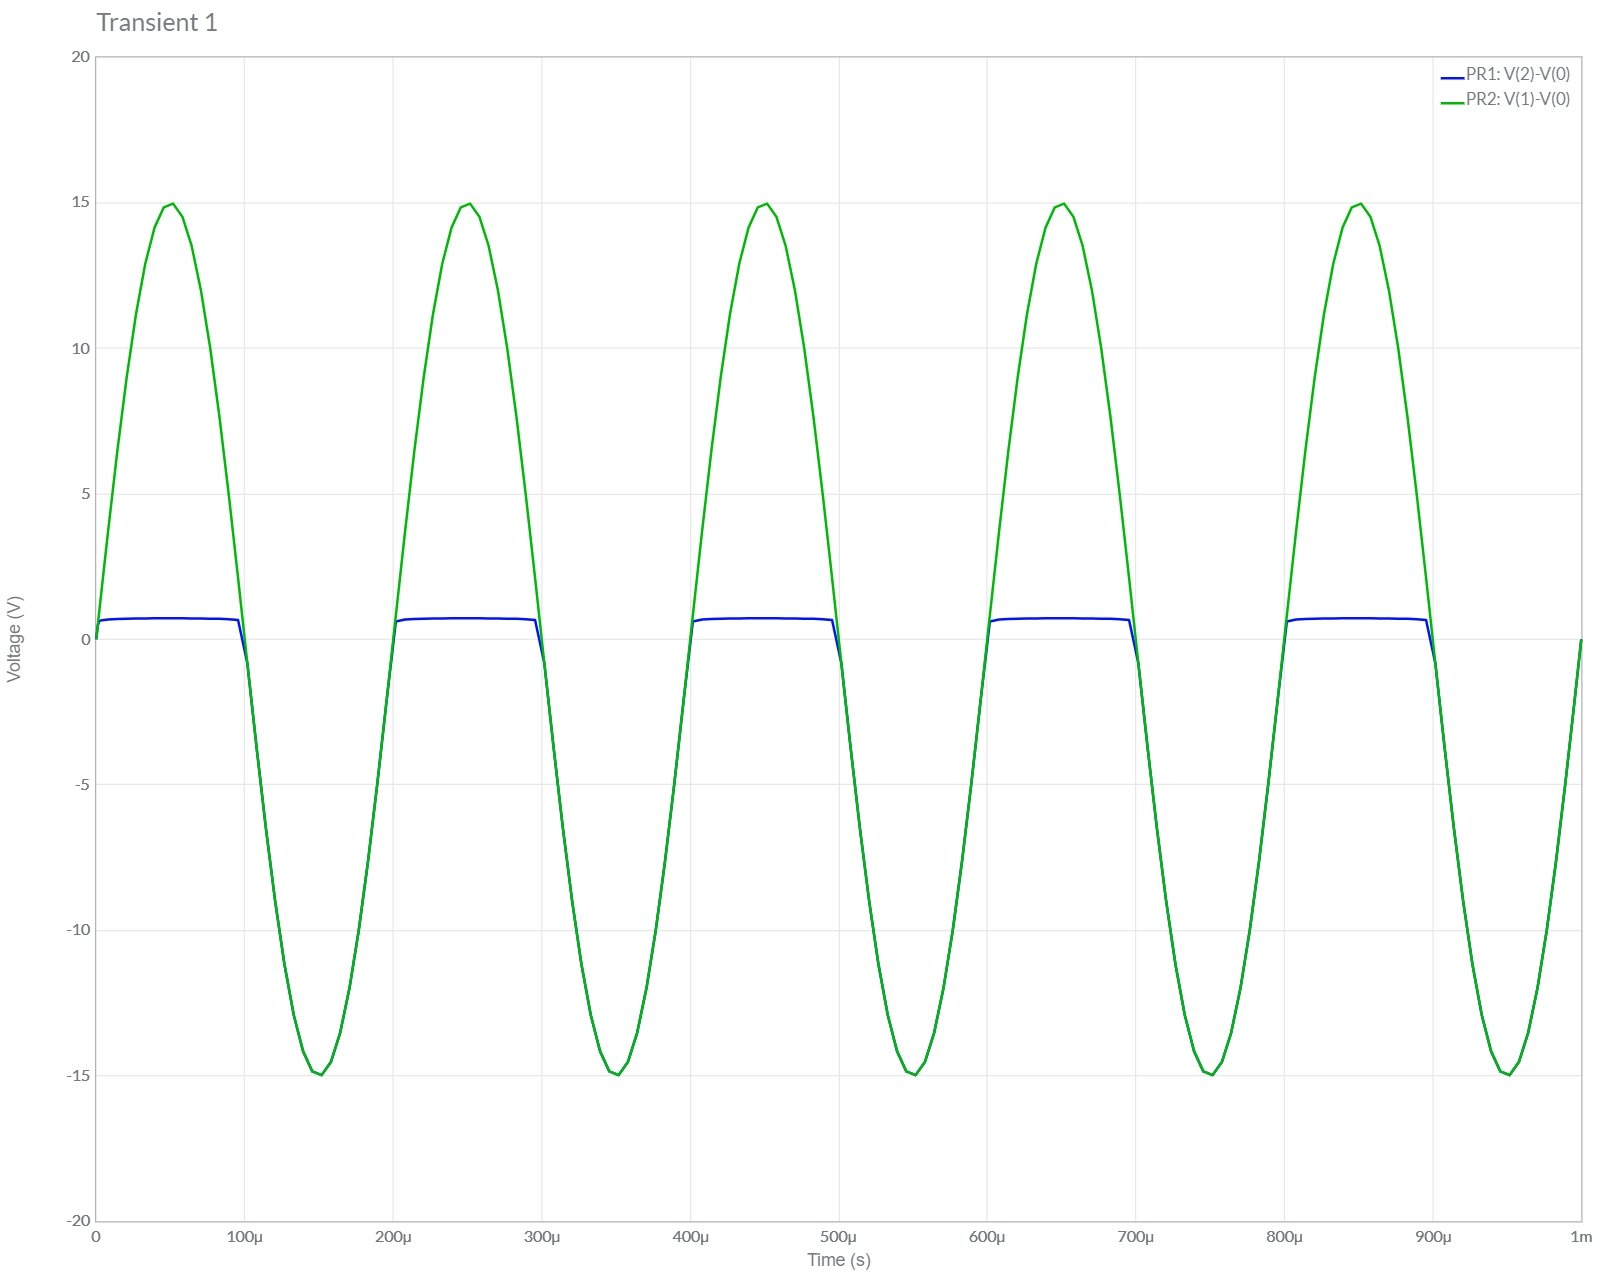 Transient 1
PR1: V(2)-V(0)
PR2: V(1)-V(0)
Voltage (V)
20
15
10
5
0
-5
-10
-15
-20
0 100µ 200µ 300µ 400µ 500µ 600µ 700µ 800µ 900µ 1m
Time (s)